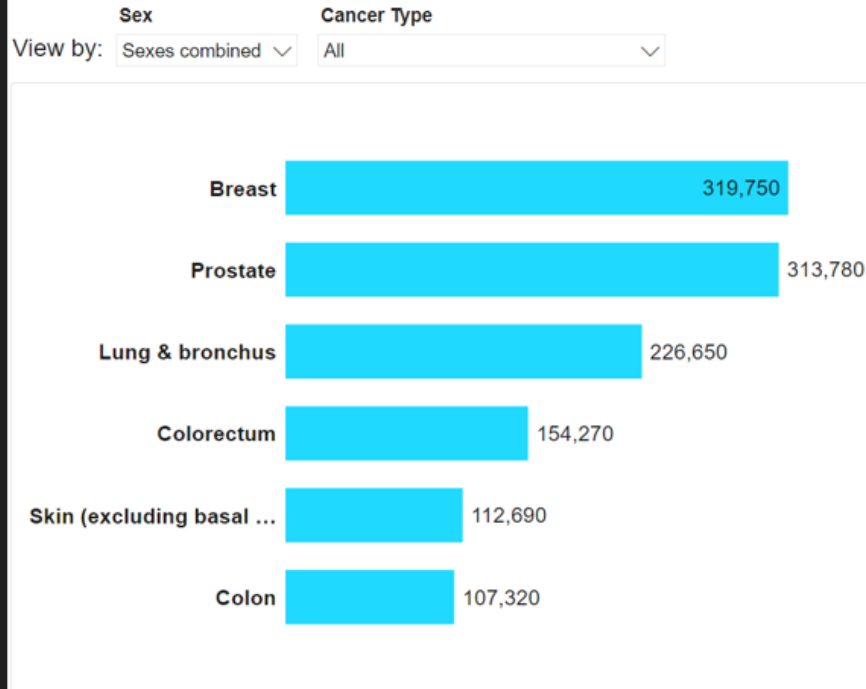 Sex Cancer Type
View by: Sexes combined All
Breast 319,750
Prostate 313,780
Lung & bronchus 226,650
Colorectum 154,270
Skin (excluding basal … 112,690
Colon 107,320